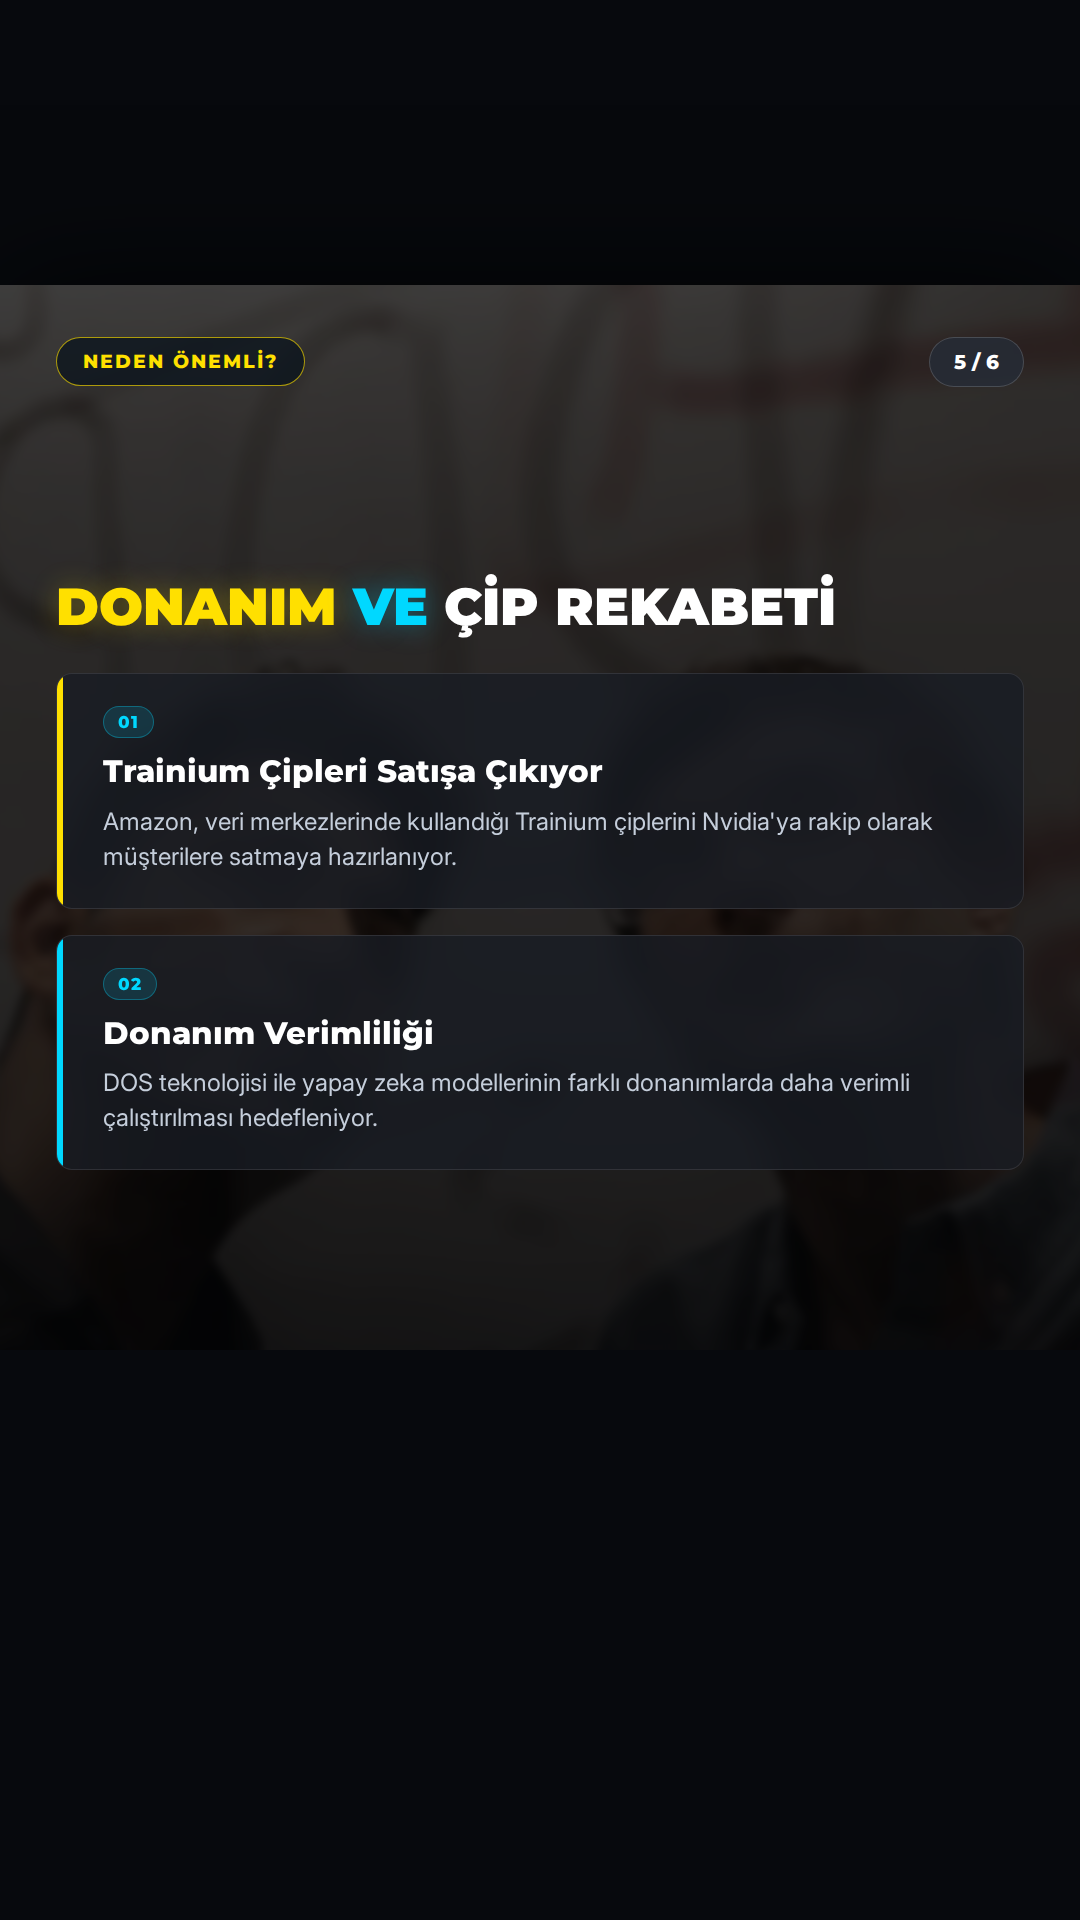 NEDEN ÖNEMLİ?
5 / 6
DONANIM VE ÇİP REKABETİ
01
Trainium Çipleri Satışa Çıkıyor
Amazon, veri merkezlerinde kullandığı Trainium çiplerini Nvidia'ya rakip olarak
müşterilere satmaya hazırlanıyor.
02
Donanım Verimliliği
DOS teknolojisi ile yapay zeka modellerinin farklı donanımlarda daha verimli
çalıştırılması hedefleniyor.